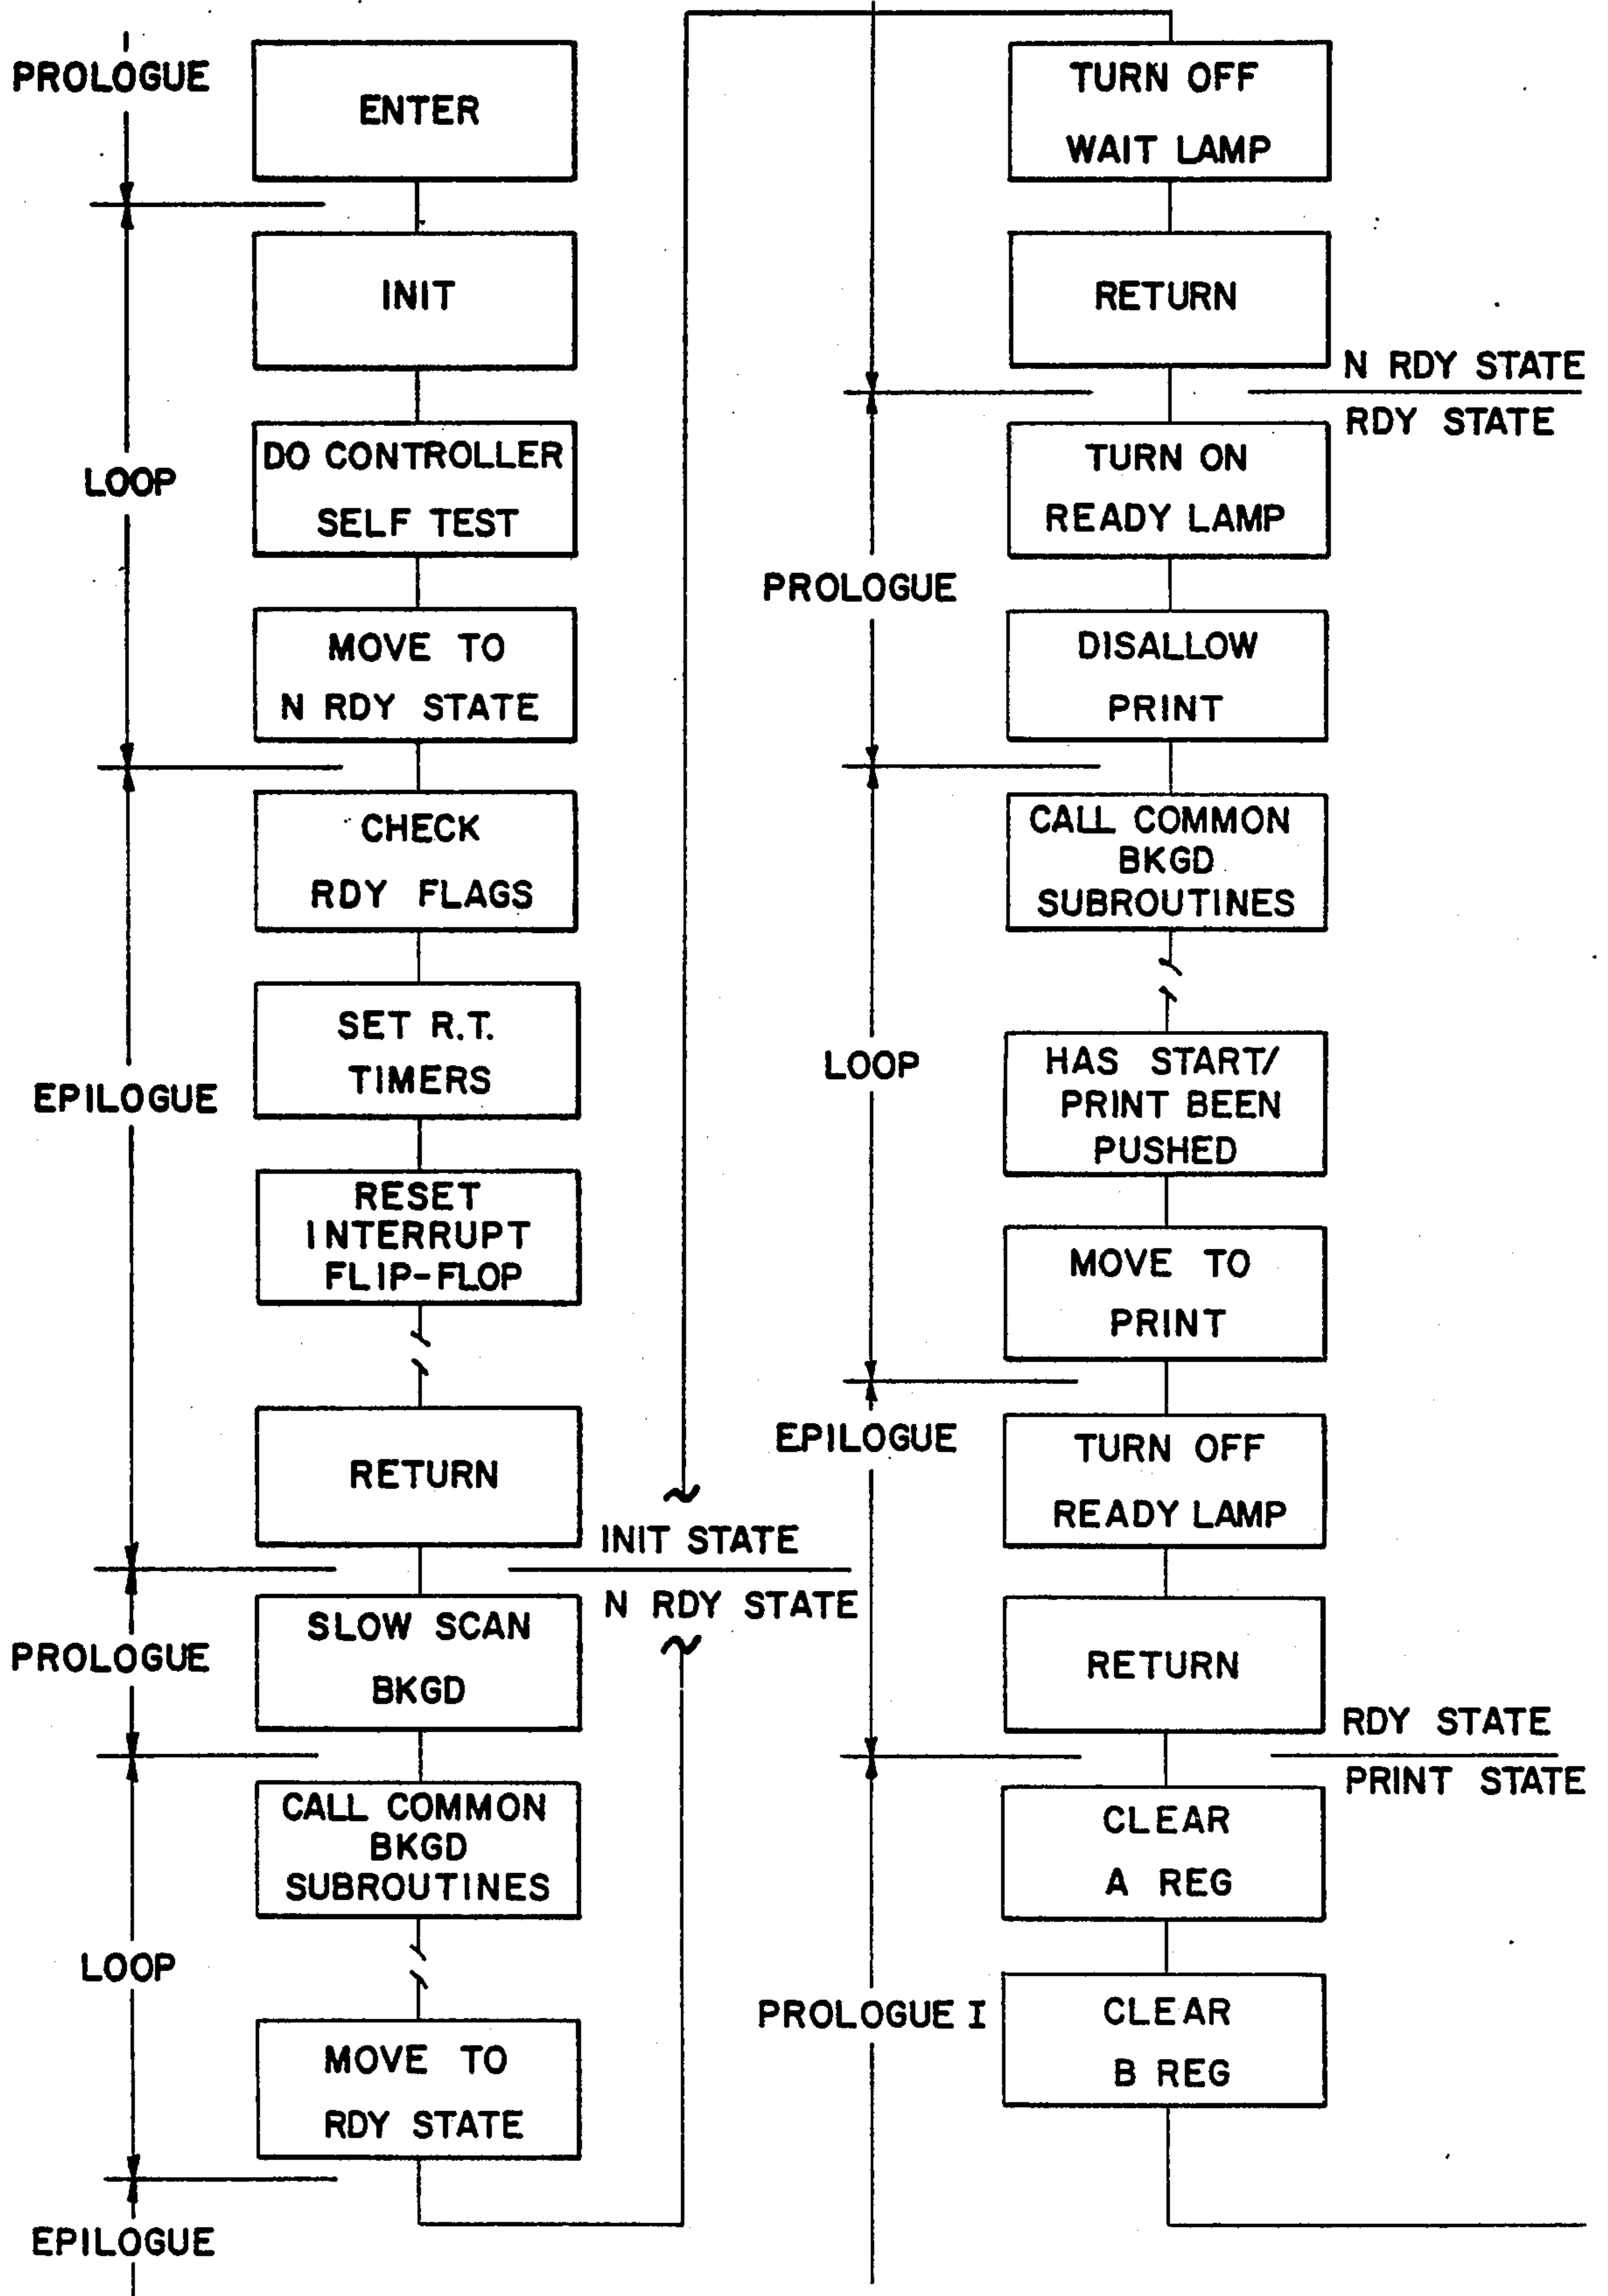 PROLOGUE
ENTER
INIT
LOOP
DO CONTROLLER
SELF TEST
MOVE TO
N RDY STATE
CHECK
RDY FLAGS
SET R.T.
TIMERS
EPILOGUE
RESET
INTERRUPT
FLIP-FLOP
RETURN
INIT STATE
N RDY STATE
PROLOGUE
SLOW SCAN
BKGD
CALL COMMON
BKGD
SUBROUTINES
LOOP
MOVE TO
RDY STATE
EPILOGUE
TURN OFF
WAIT LAMP
RETURN
N RDY STATE
RDY STATE
TURN ON
READY LAMP
PROLOGUE
DISALLOW
PRINT
CALL COMMON
BKGD
SUBROUTINES
LOOP
HAS START/
PRINT BEEN
PUSHED
MOVE TO
PRINT
EPILOGUE
TURN OFF
READY LAMP
RETURN
RDY STATE
PRINT STATE
CLEAR
A REG
PROLOGUE I
CLEAR
B REG